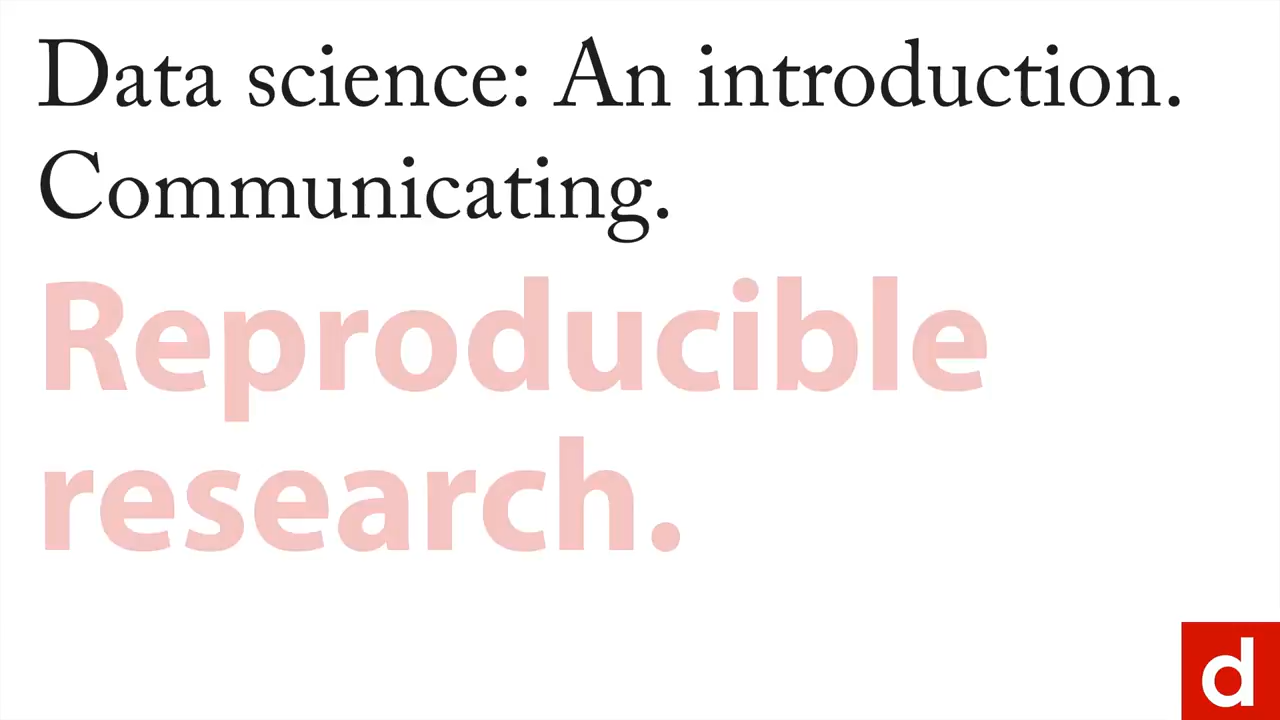 Data science: An introduction.
Communicating.
Reproducible
research.
d